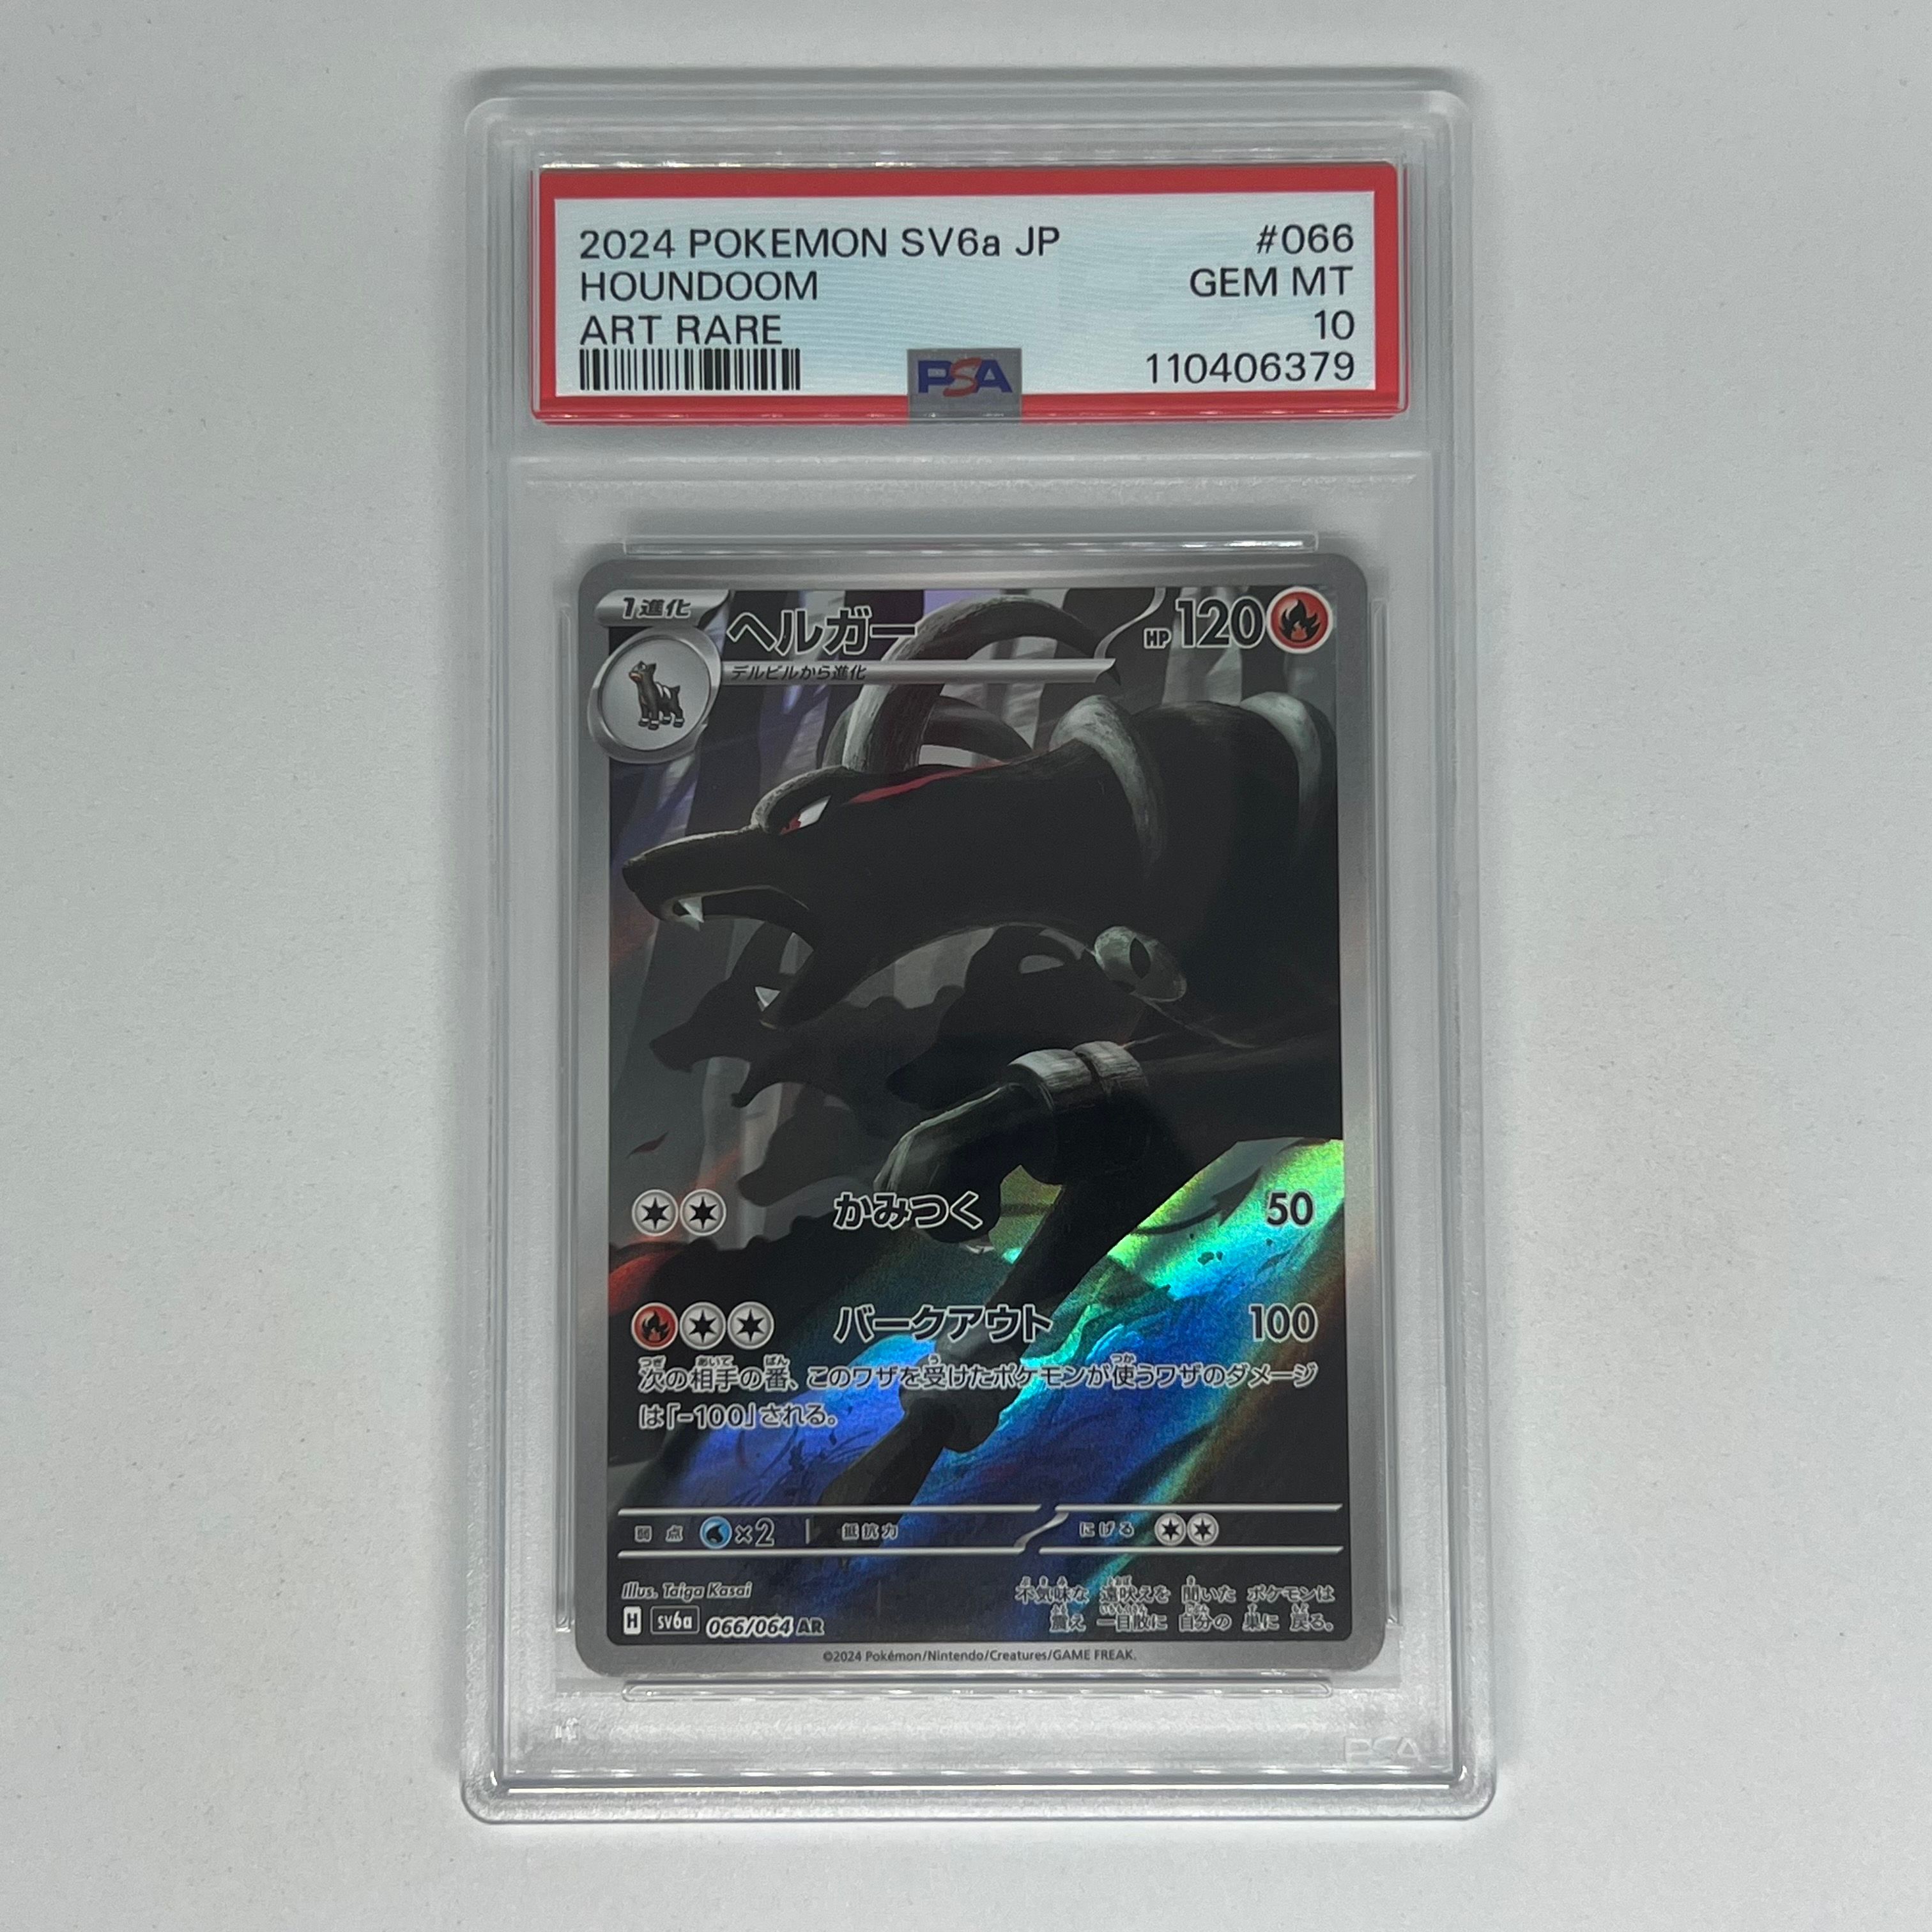 2024 POKEMON SV6a JP #066
HOUNDOOM GEM MT
ART RARE 10
PSA 110406379
1進化 ヘルガー HP 120
デルビルから進化
かみつく 50
バークアウト 100
次の相手の番、このワザを受けたポケモンが使うワザのダメージ
は「-100」される。
弱点 ×2 抵抗力 にげる
Illus. Taiga Kasai
不気味な 遠吠えを 聞いた ポケモンは
震え 一目散に 自分の 巣に 戻る。
H sv6a 066/064 AR
©2024 Pokémon/Nintendo/Creatures/GAME FREAK.
PSA